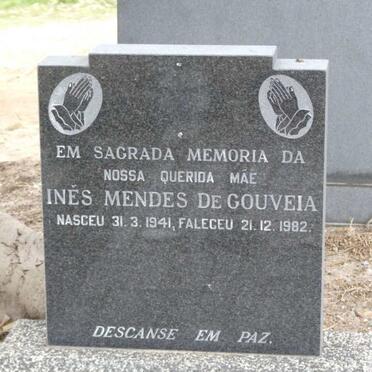 EM SAGRADA MEMORIA DA
NOSSA QUERIDA MÃE
INĚS MENDES DE GOUVEIA
NASCEU 31. 3. 1941, FALECEU 21. 12. 1982.
DESCANSE EM PAZ.